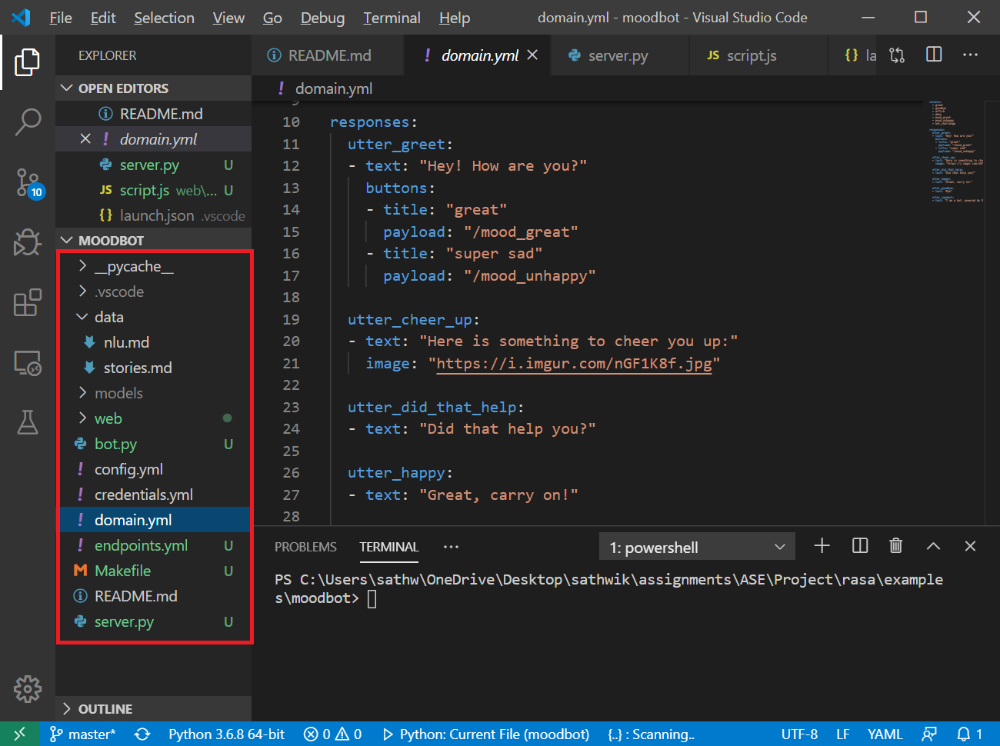 File Edit Selection View Go Debug Terminal Help domain.yml - moodbot - Visual Studio Code
EXPLORER
README.md domain.yml server.py JS script.js {} la
OPEN EDITORS
domain.yml
README.md
domain.yml
server.py U
JS script.js web\... U
{} launch.json .vscode
10
MOODBOT
__pycache__
.vscode
data
nlu.md
stories.md
models
web
bot.py U
! config.yml
! credentials.yml
! domain.yml
! endpoints.yml U
M Makefile U
README.md
server.py U
OUTLINE
9
10 responses:
11 utter_greet:
12 - text: "Hey! How are you?"
13 buttons:
14 - title: "great"
15 payload: "/mood_great"
16 - title: "super sad"
17 payload: "/mood_unhappy"
18
19 utter_cheer_up:
20 - text: "Here is something to cheer you up:"
21 image: "https://i.imgur.com/nGF1K8f.jpg"
22
23 utter_did_that_help:
24 - text: "Did that help you?"
25
26 utter_happy:
27 - text: "Great, carry on!"
28
PROBLEMS TERMINAL ··· 1: powershell
PS C:\Users\sathw\OneDrive\Desktop\sathwik\assignments\ASE\Project\rasa\example
s\moodbot>
master* Python 3.6.8 64-bit 0 0 Python: Current File (moodbot) {..} : Scanning.. UTF-8 LF YAML 1